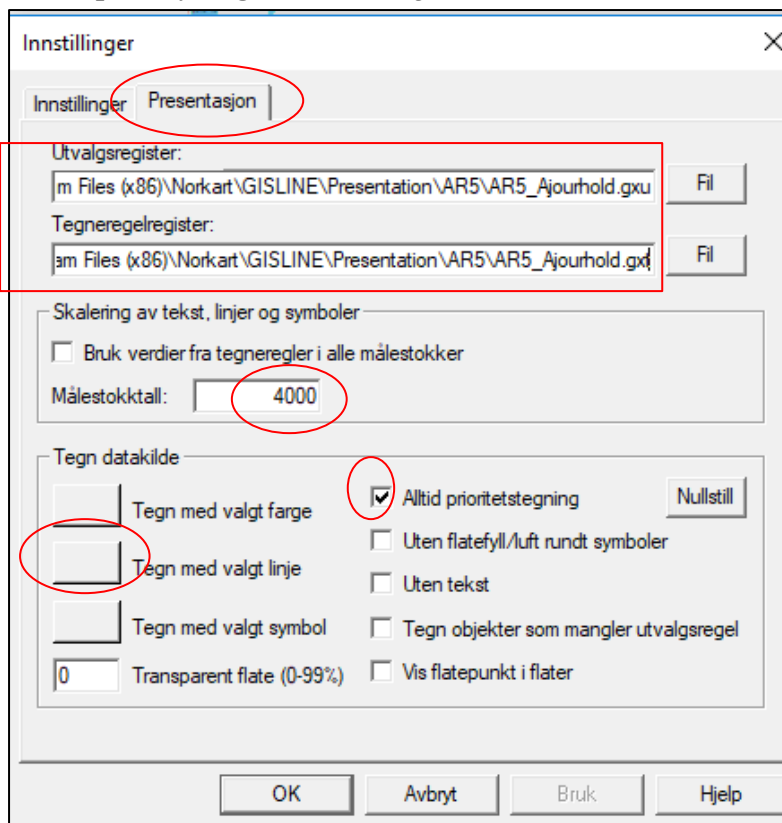 Innstillinger
Innstillinger Presentasjon
Utvalgsregister:
m Files (x86)\Norkart\GISLINE\Presentation\AR5\AR5_Ajourhold.gxu Fil
Tegneregelregister:
am Files (x86)\Norkart\GISLINE\Presentation\AR5\AR5_Ajourhold.gxt Fil
Skalering av tekst, linjer og symboler
Bruk verdier fra tegneregler i alle målestokker
Målestokktall: 4000
Tegn datakilde
Tegn med valgt farge Alltid prioritetstegning Nullstill
Uten flatefyll/luft rundt symboler
Tegn med valgt linje
Uten tekst
Tegn med valgt symbol Tegn objekter som mangler utvalgsregel
0 Transparent flate (0-99%) Vis flatepunkt i flater
OK Avbryt Bruk Hjelp